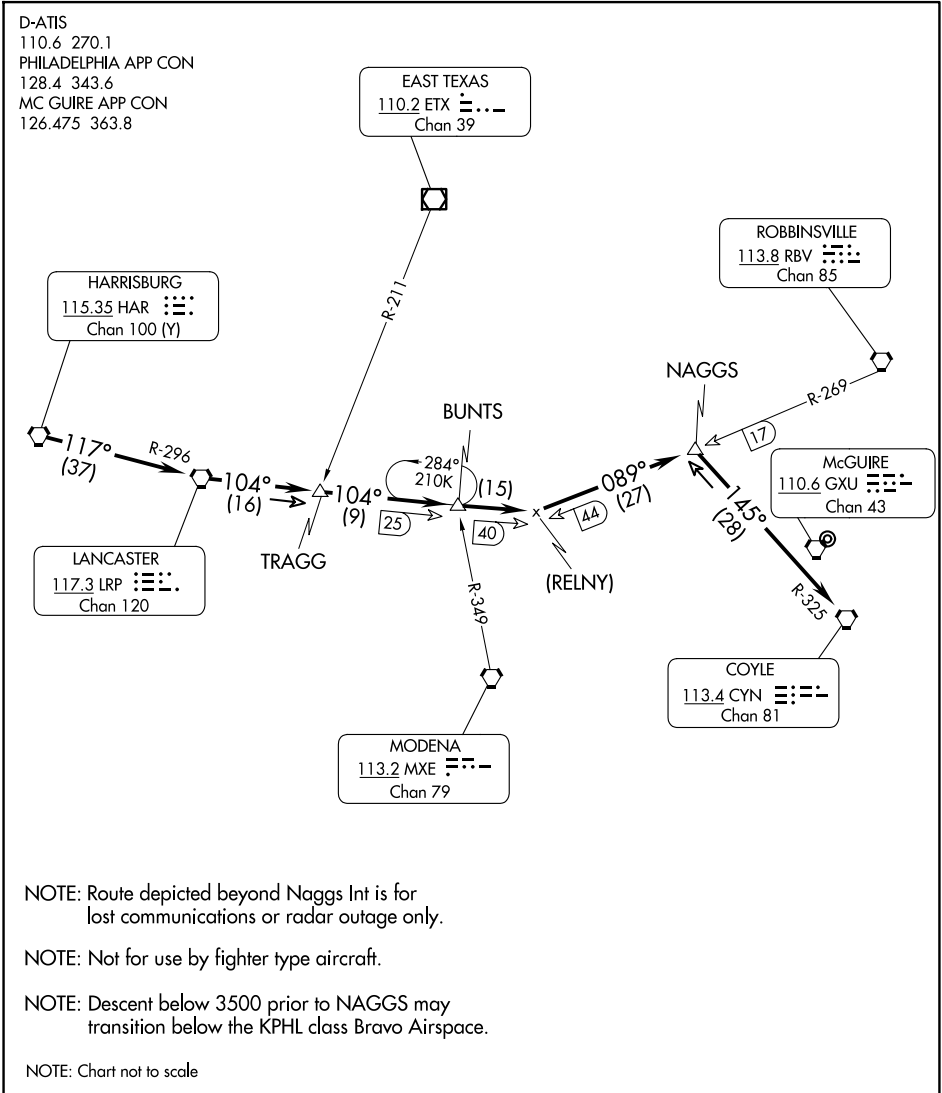 D-ATIS
110.6 270.1
PHILADELPHIA APP CON
128.4 343.6
MC GUIRE APP CON
126.475 363.8
EAST TEXAS
110.2 ETX
Chan 39
ROBBINSVILLE
113.8 RBV
Chan 85
HARRISBURG
115.35 HAR
Chan 100 (Y)
R-211
NAGGS
R-269
BUNTS
17
117°
(37)
R-296
284°
210K
(15)
089°
(27)
McGUIRE
110.6 GXU
Chan 43
104°
(16)
104°
(9)
25
40
44
145°
(28)
TRAGG
(RELNY)
LANCASTER
117.3 LRP
Chan 120
R-349
R-325
COYLE
113.4 CYN
Chan 81
MODENA
113.2 MXE
Chan 79
NOTE: Route depicted beyond Naggs Int is for
lost communications or radar outage only.
NOTE: Not for use by fighter type aircraft.
NOTE: Descent below 3500 prior to NAGGS may
transition below the KPHL class Bravo Airspace.
NOTE: Chart not to scale